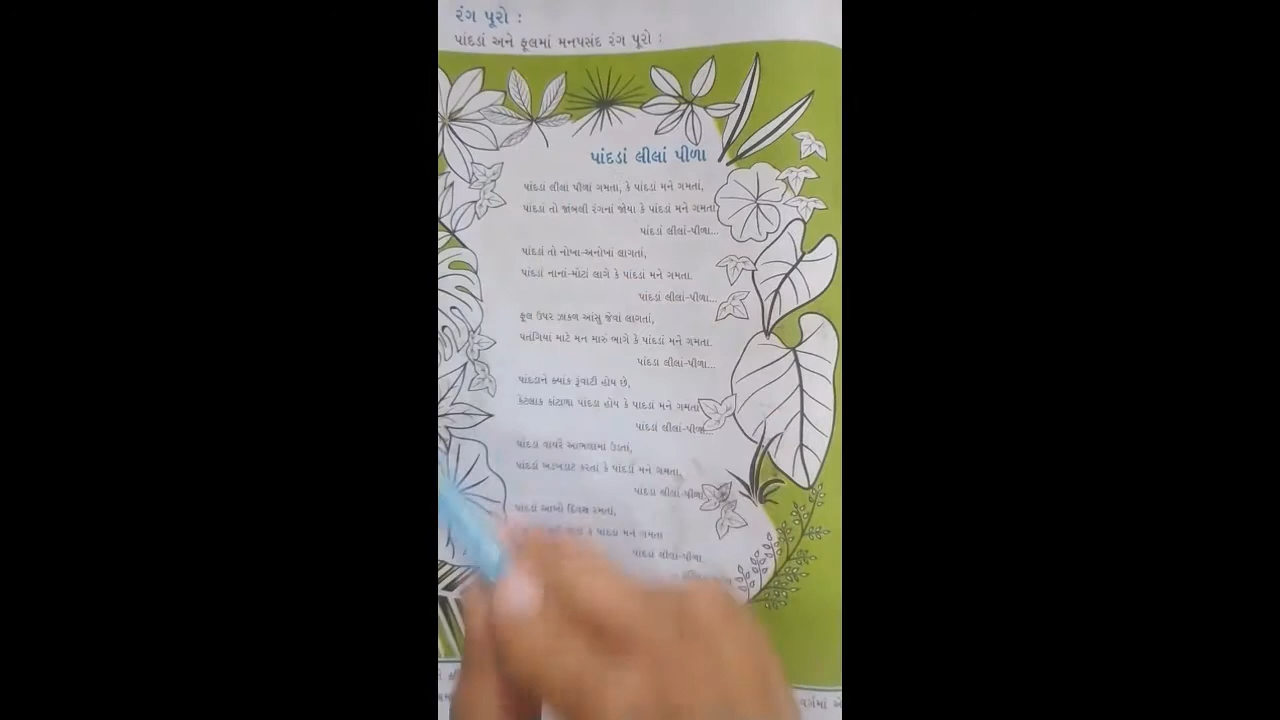 રંગ પૂરો :
પાંદડાં અને ફૂલમાં મનપસંદ રંગ પૂરો :
પાંદડાં લીલાં પીળા
પાંદડાં લીલાં પીળાં ગમતા, કે પાંદડાં મને ગમતાં,
પાંદડાં તો જાંબલી રંગનાં જોયા કે પાંદડાં મને ગમતા,
પાંદડાં લીલાં-પીળા...
પાંદડાં તો નોખા-અનોખાં લાગતાં,
પાંદડાં નાનાં-મોટાં લાગે કે પાંદડાં મને ગમતા.
પાંદડાં લીલાં-પીળા...
ફૂલ ઉપર ઝાકળ આંસુ જેવાં લાગતાં,
પતંગિયાં માટે મન મારું ભાગે કે પાંદડાં મને ગમતા.
પાંદડા લીલાં-પીળા...
પાંદડાને ક્યાંક રૂંવાટી હોય છે,
કેટલાક કાંટાળા પાંદડા હોય કે પાંદડાં મને ગમતાં
પાંદડાં લીલાં-પીળા...
પાંદડાં વાયરે આભલામાં ઉડતાં,
પાંદડાં ખડખડાટ કરતાં કે પાંદડાં મને ગમતા,
પાંદડા લીલાં-પીળા
પાંદડાં આખો દિવસ રમતાં,
કે પાંદડા મને ગમતા
પાંદડા લીલાં-પીળા.
વર્ગમાં